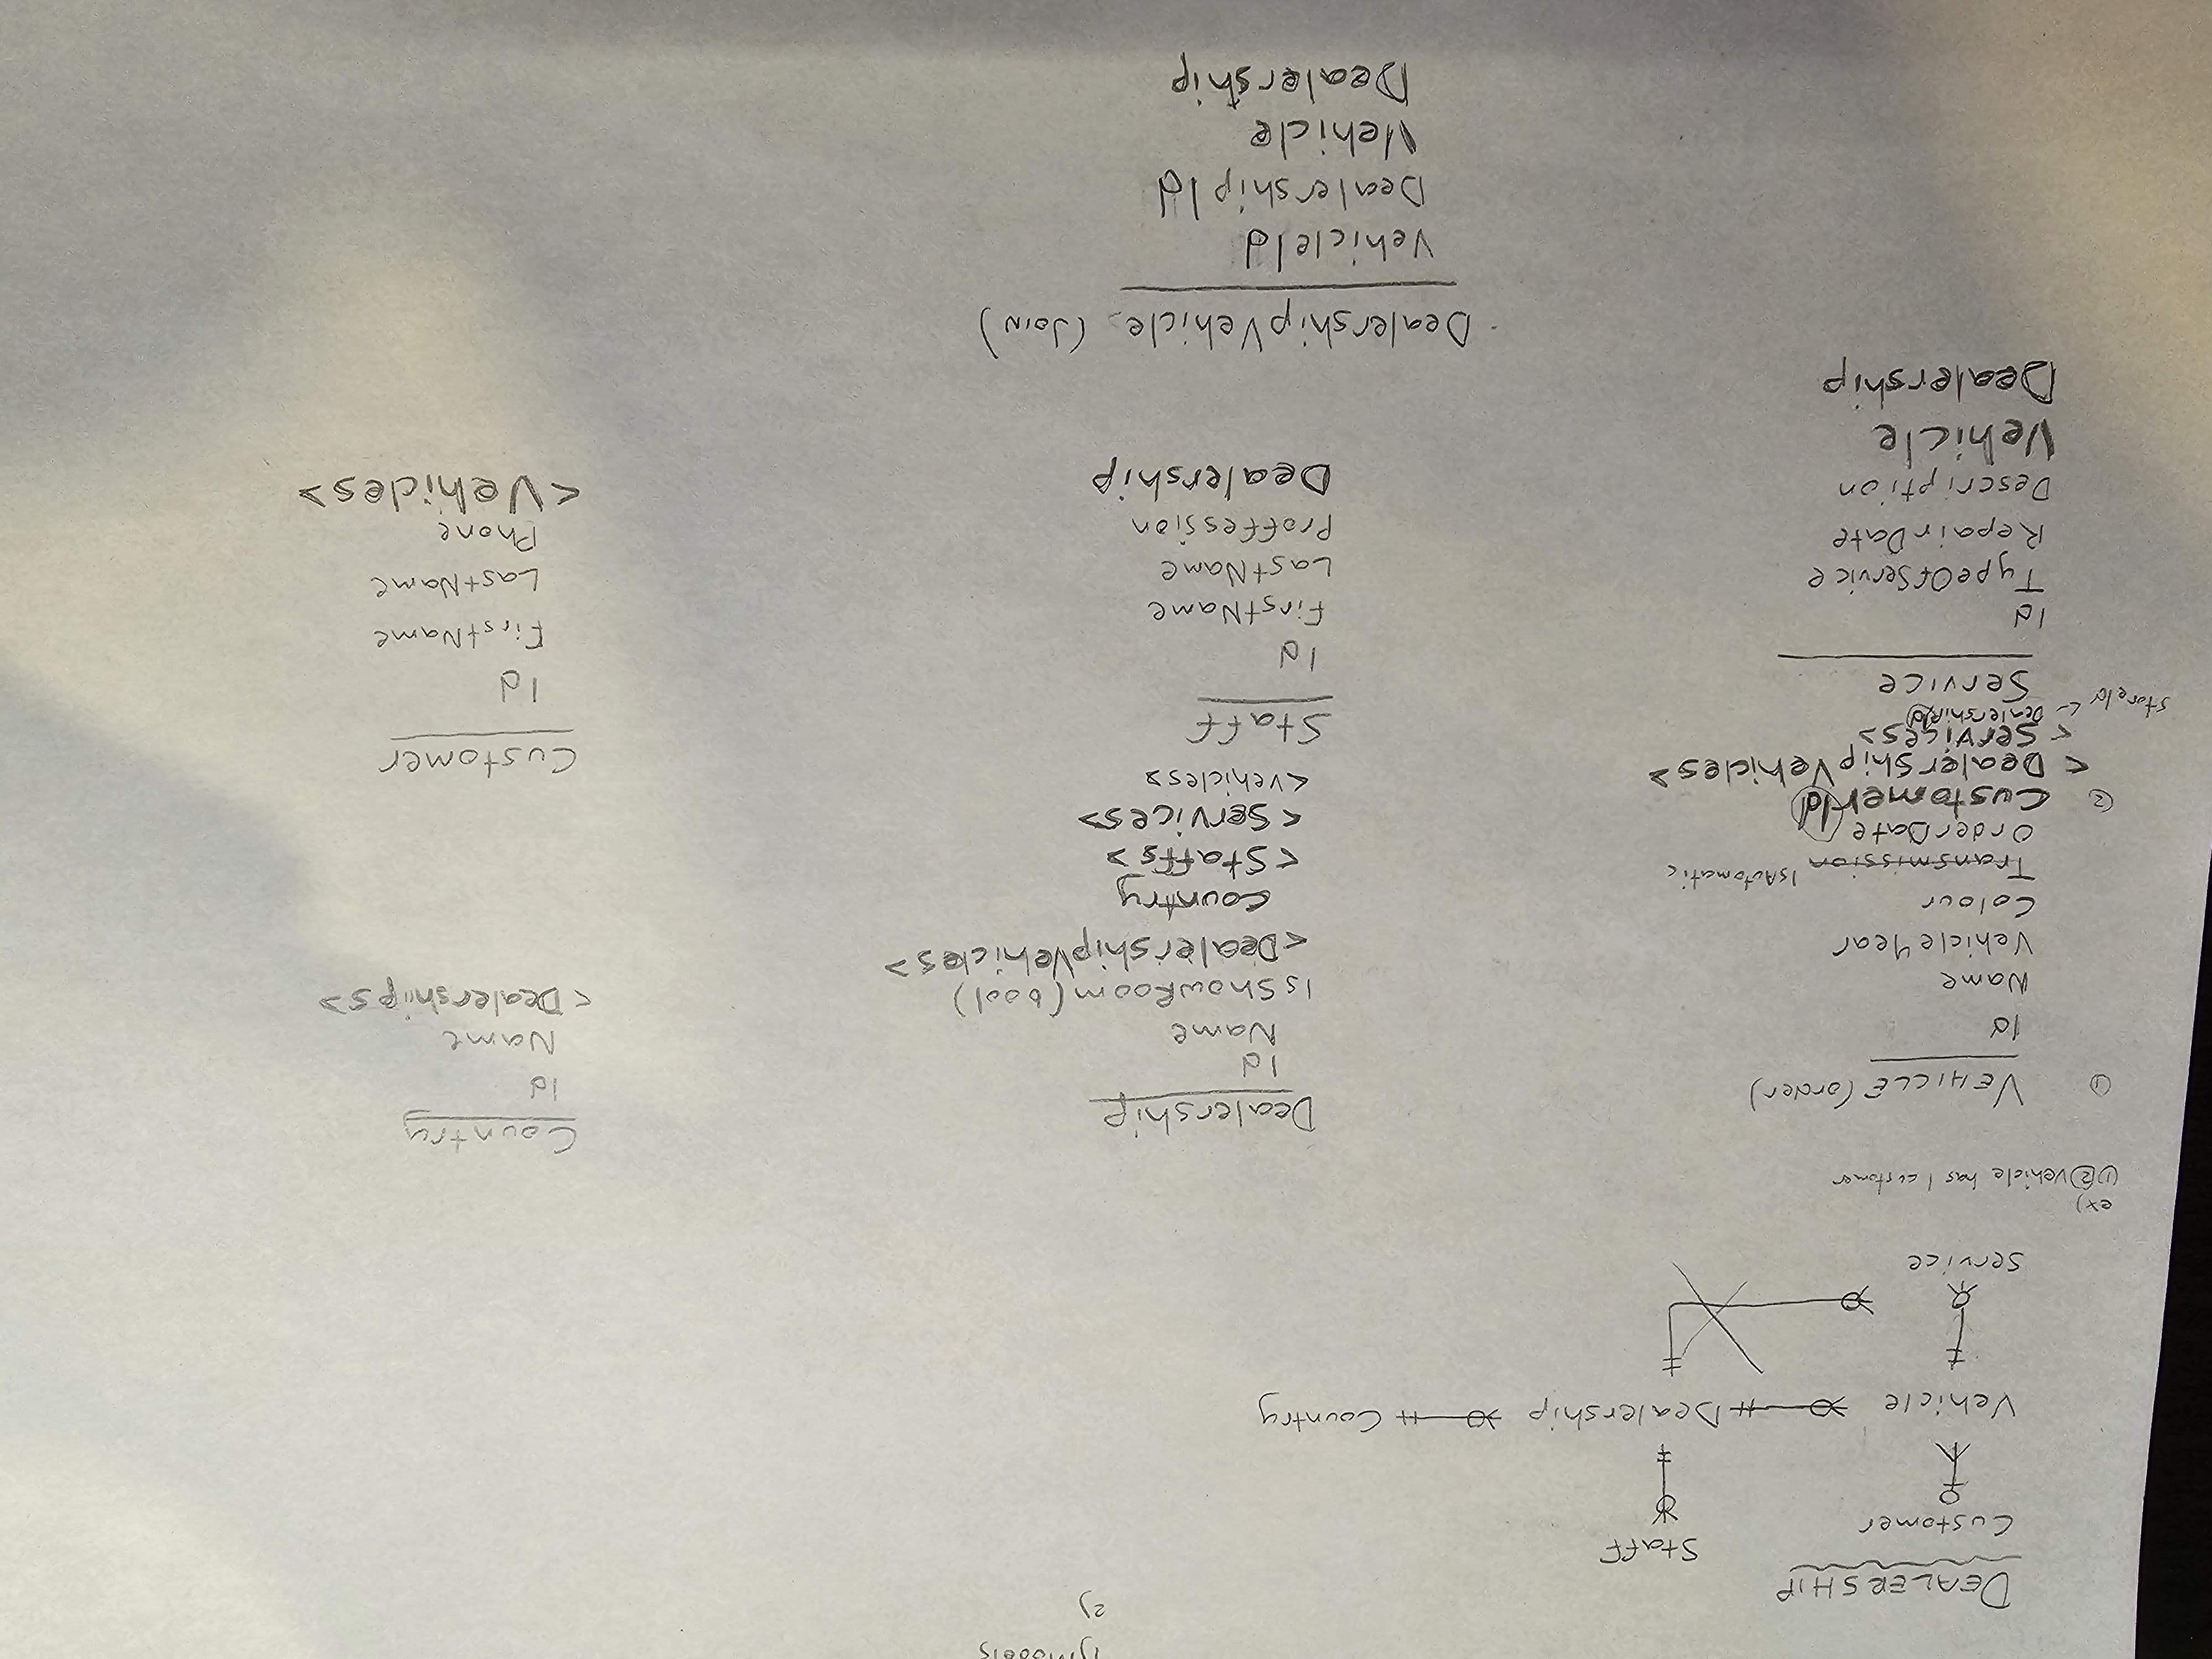 1) Models
2)
DEALERSHIP
Customer
Staff
Vehicle Dealership Country
Service
ex)
① ② Vehicle has 1 customer
① VEHICLE (order)
Id
Name
VehicleYear
Colour
Transmission IsAutomatic
OrderDate
② CustomerId
< DealershipVehicles >
< Services >
StoreId <- DealershipId
Service
Id
TypeOfService
RepairDate
Description
Vehicle
Dealership
Dealership
Id
Name
IsShowRoom (bool)
<DealershipVehicles>
Country
<Staffs>
<Services>
<Vehicles>
Staff
Id
FirstName
LastName
Proffession
Dealership
Country
Id
Name
<Dealerships>
Customer
Id
FirstName
LastName
Phone
<Vehicles>
DealershipVehicle (JOIN)
VehicleId
DealershipId
Vehicle
Dealership